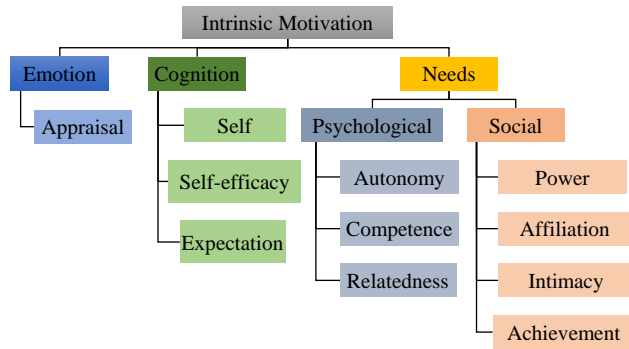 Intrinsic Motivation
Emotion
Cognition
Needs
Appraisal
Self
Psychological
Social
Self-efficacy
Autonomy
Power
Expectation
Competence
Affiliation
Relatedness
Intimacy
Achievement